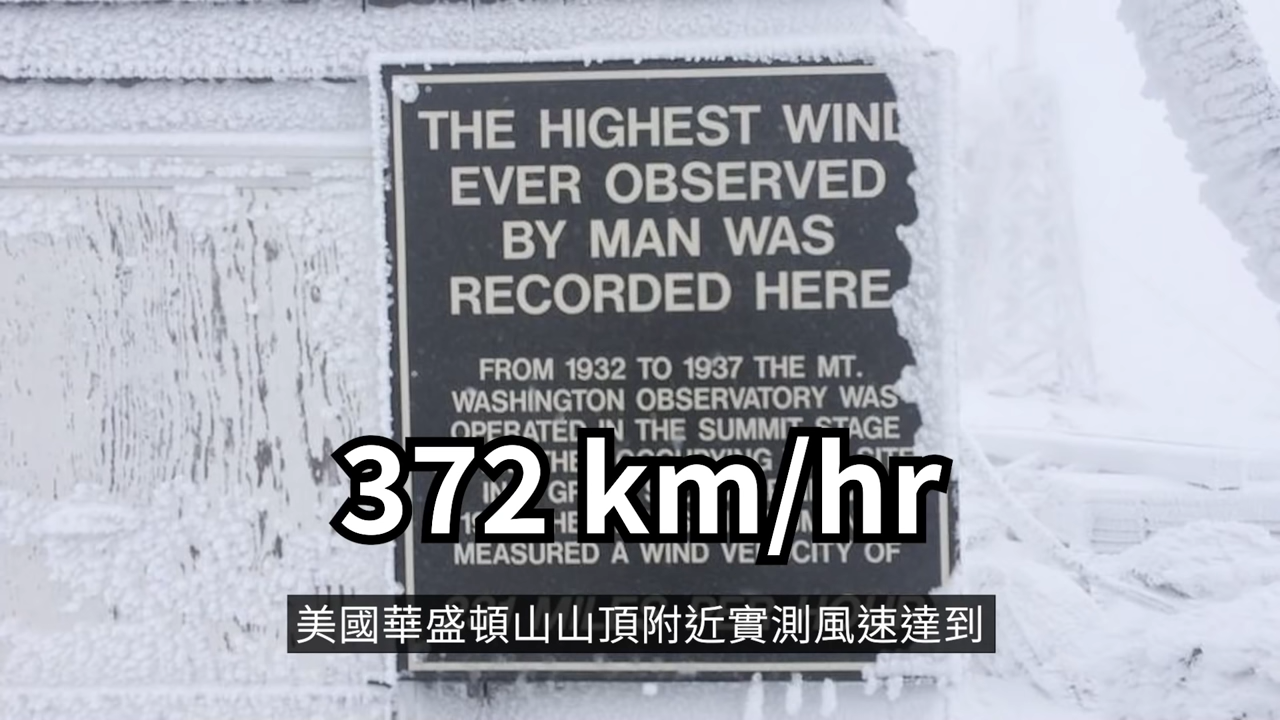 THE HIGHEST WIND
EVER OBSERVED
BY MAN WAS
RECORDED HERE
FROM 1932 TO 1937 THE MT.
WASHINGTON OBSERVATORY WAS
OPERATED IN THE SUMMIT STAGE
OCCUPYING SITE
372 km/hr
MEASURED A WIND VELOCITY OF
美國華盛頓山山頂附近實測風速達到